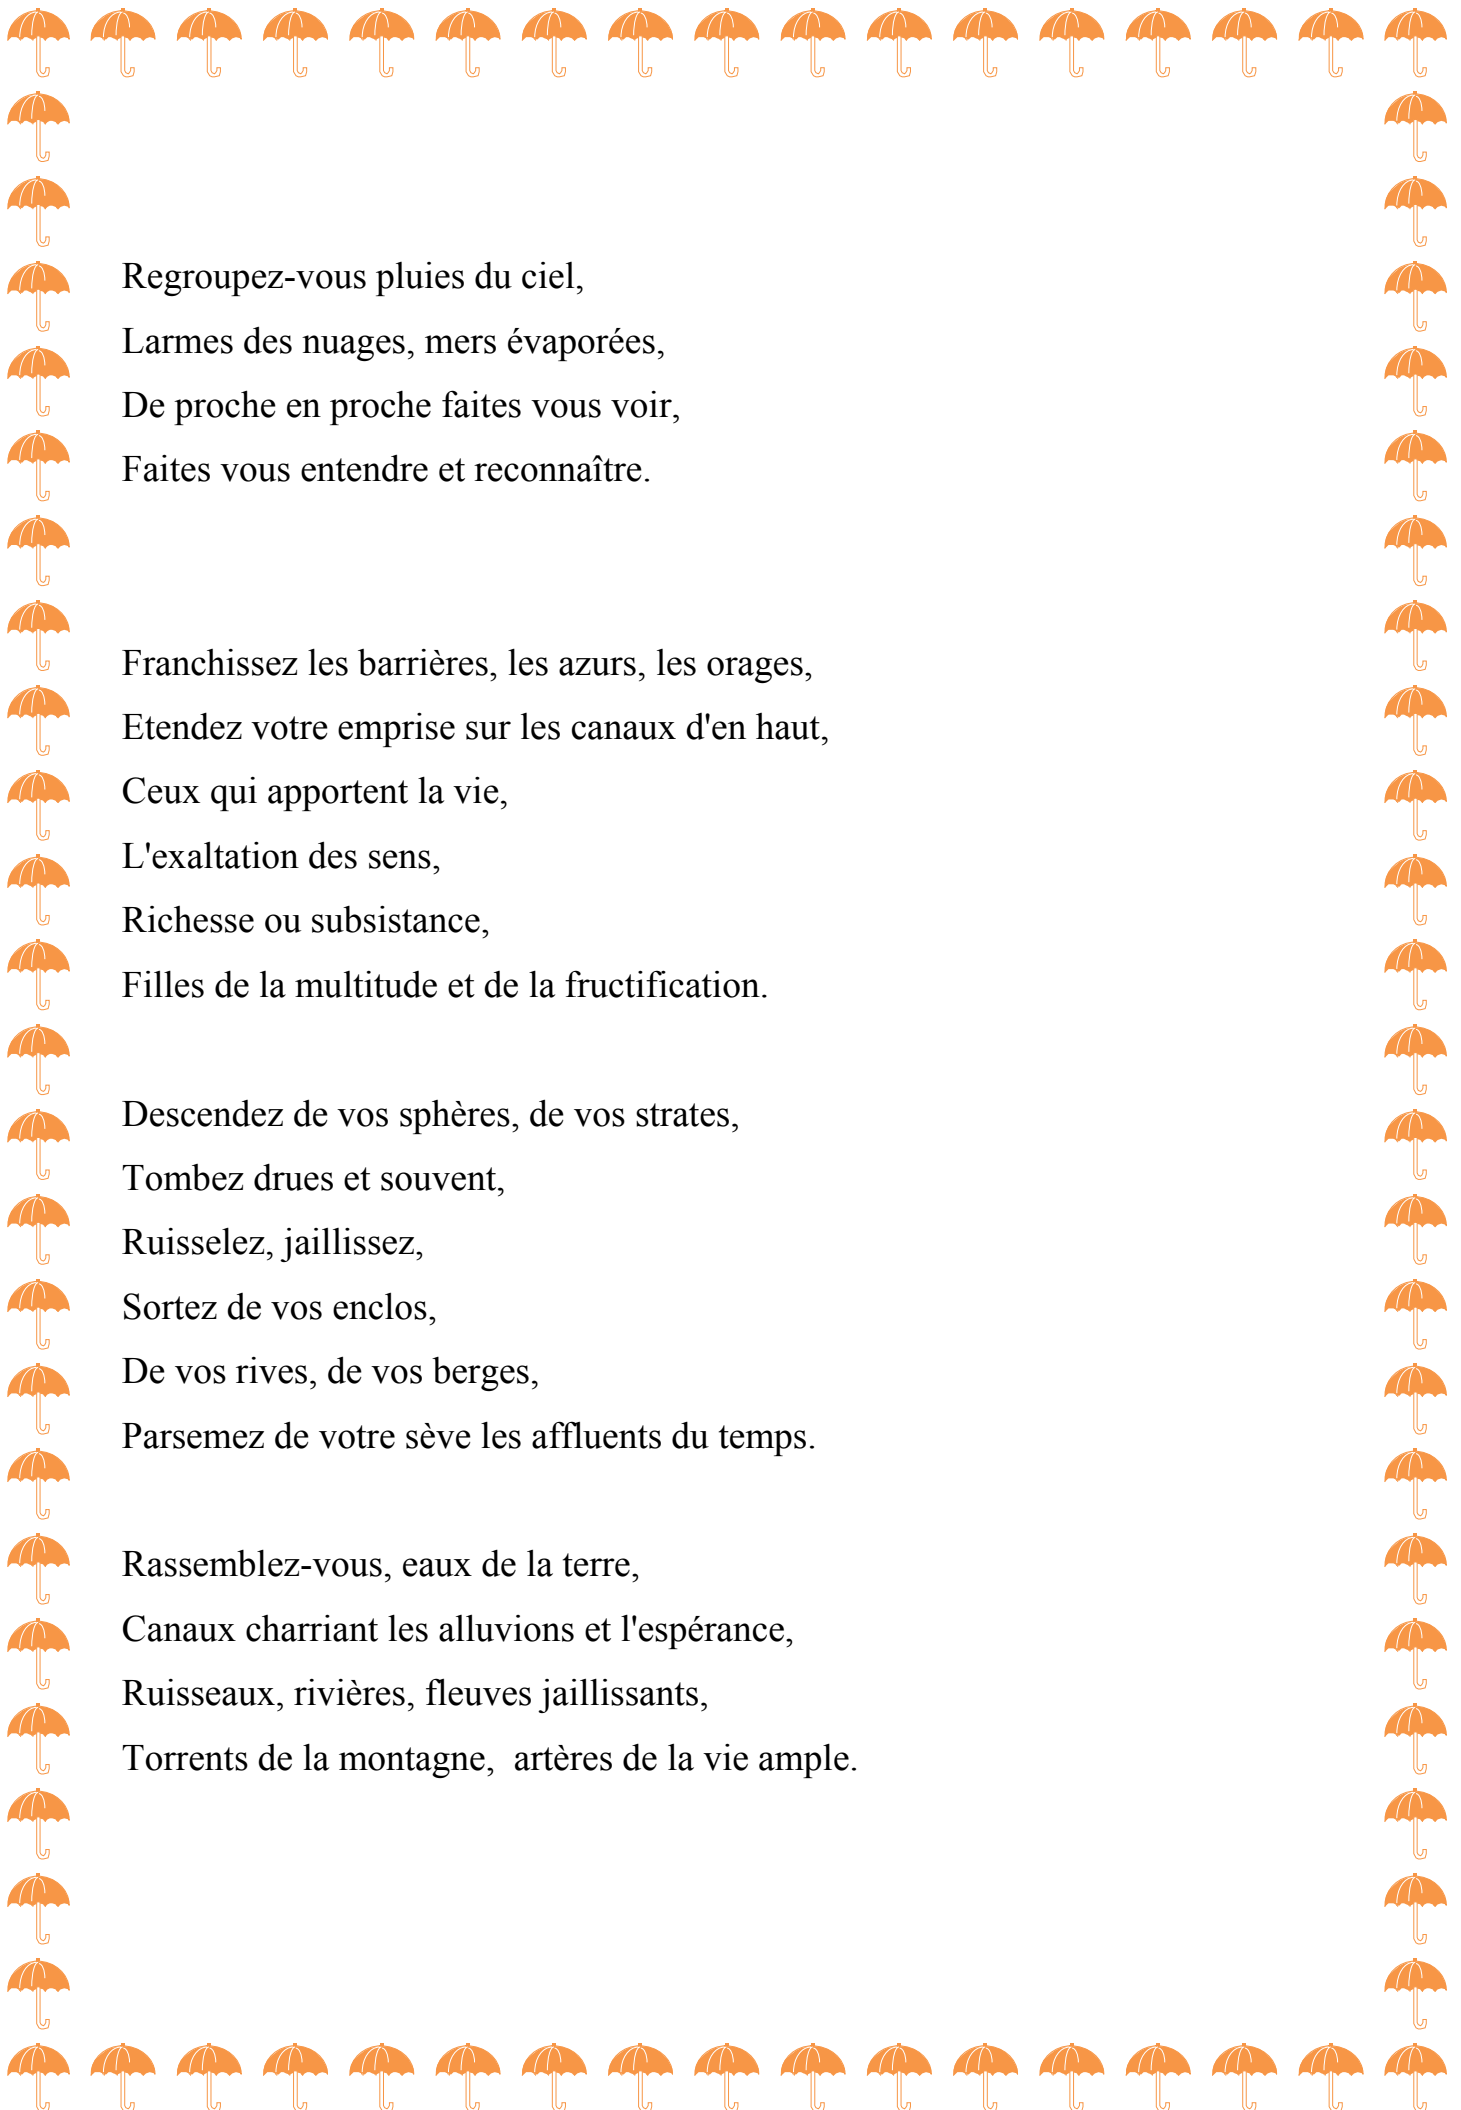 Regroupez-vous pluies du ciel,
Larmes des nuages, mers évaporées,
De proche en proche faites vous voir,
Faites vous entendre et reconnaître.
Franchissez les barrières, les azurs, les orages,
Etendez votre emprise sur les canaux d'en haut,
Ceux qui apportent la vie,
L'exaltation des sens,
Richesse ou subsistance,
Filles de la multitude et de la fructification.
Descendez de vos sphères, de vos strates,
Tombez drues et souvent,
Ruisselez, jaillissez,
Sortez de vos enclos,
De vos rives, de vos berges,
Parsemez de votre sève les affluents du temps.
Rassemblez-vous, eaux de la terre,
Canaux charriant les alluvions et l'espérance,
Ruisseaux, rivières, fleuves jaillissants,
Torrents de la montagne,  artères de la vie ample.